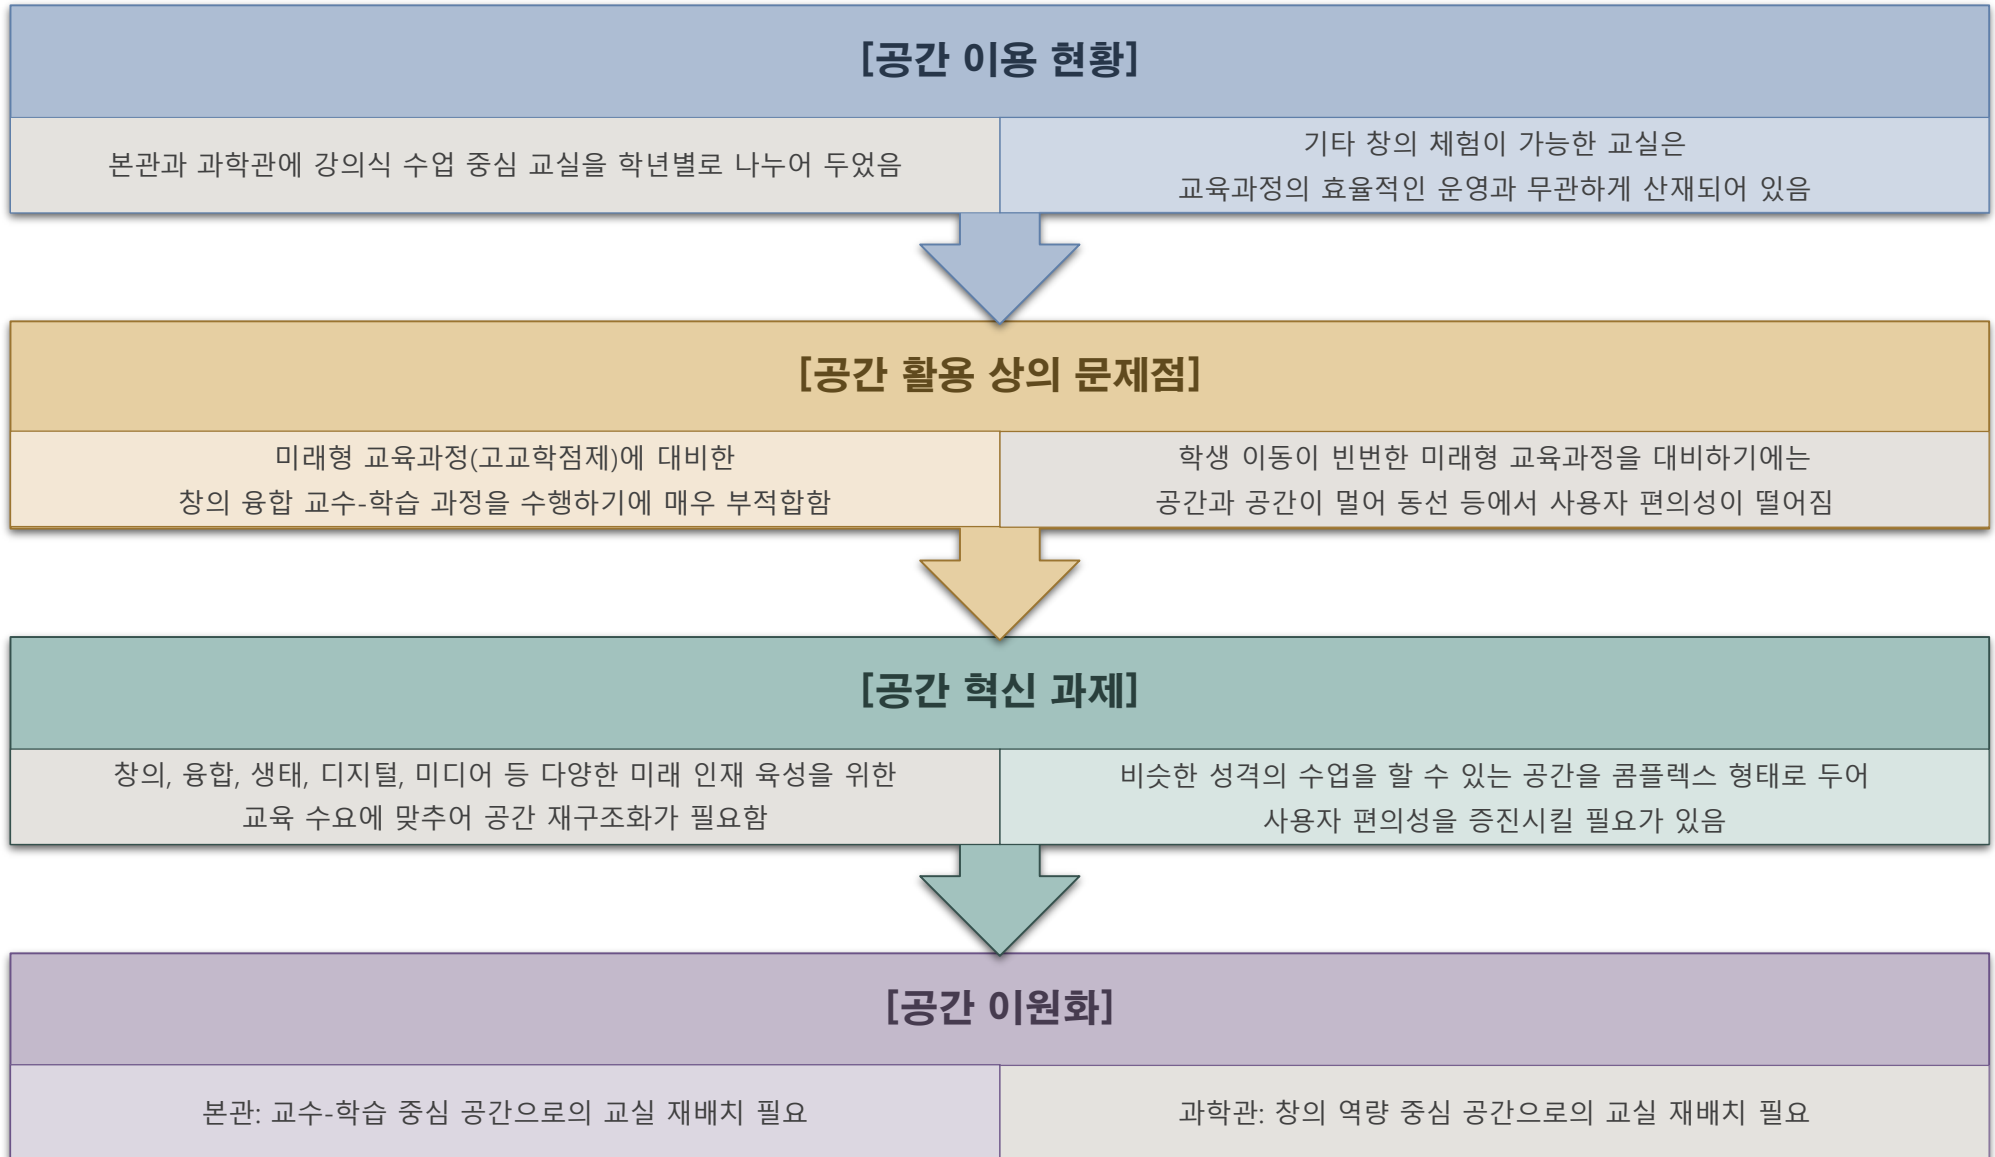 [공간 이용 현황]
본관과 과학관에 강의식 수업 중심 교실을 학년별로 나누어 두었음
기타 창의 체험이 가능한 교실은
교육과정의 효율적인 운영과 무관하게 산재되어 있음
[공간 활용 상의 문제점]
미래형 교육과정(고교학점제)에 대비한
창의 융합 교수-학습 과정을 수행하기에 매우 부적합함
학생 이동이 빈번한 미래형 교육과정을 대비하기에는
공간과 공간이 멀어 동선 등에서 사용자 편의성이 떨어짐
[공간 혁신 과제]
창의, 융합, 생태, 디지털, 미디어 등 다양한 미래 인재 육성을 위한
교육 수요에 맞추어 공간 재구조화가 필요함
비슷한 성격의 수업을 할 수 있는 공간을 콤플렉스 형태로 두어
사용자 편의성을 증진시킬 필요가 있음
[공간 이원화]
본관: 교수-학습 중심 공간으로의 교실 재배치 필요
과학관: 창의 역량 중심 공간으로의 교실 재배치 필요